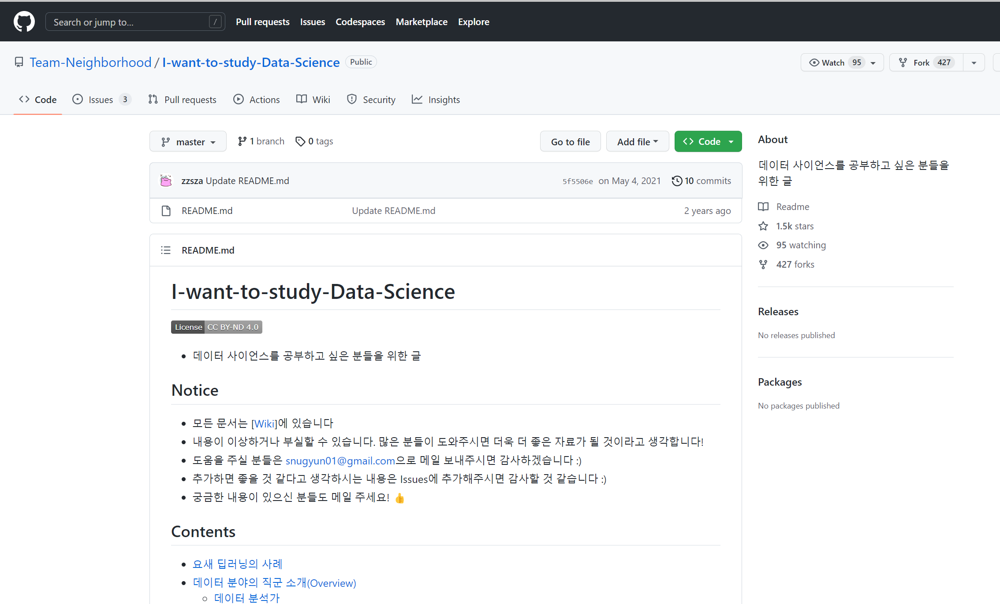 Search or jump to... /
Pull requests Issues Codespaces Marketplace Explore
Team-Neighborhood / I-want-to-study-Data-Science Public
Watch 95 Fork 427
Code Issues 3 Pull requests Actions Wiki Security Insights
master 1 branch 0 tags
Go to file Add file Code
zzsza Update README.md 5f5506e on May 4, 2021 10 commits
README.md Update README.md 2 years ago
README.md
I-want-to-study-Data-Science
License CC BY-ND 4.0
데이터 사이언스를 공부하고 싶은 분들을 위한 글
Notice
모든 문서는 [Wiki]에 있습니다
내용이 이상하거나 부실할 수 있습니다. 많은 분들이 도와주시면 더욱 더 좋은 자료가 될 것이라고 생각합니다!
도움을 주실 분들은 snugyun01@gmail.com으로 메일 보내주시면 감사하겠습니다 :)
추가하면 좋을 것 같다고 생각하시는 내용은 Issues에 추가해주시면 감사할 것 같습니다 :)
궁금한 내용이 있으신 분들도 메일 주세요! 👍
Contents
요새 딥러닝의 사례
데이터 분야의 직군 소개(Overview)
데이터 분석가
About
데이터 사이언스를 공부하고 싶은 분들을
위한 글
Readme
1.5k stars
95 watching
427 forks
Releases
No releases published
Packages
No packages published